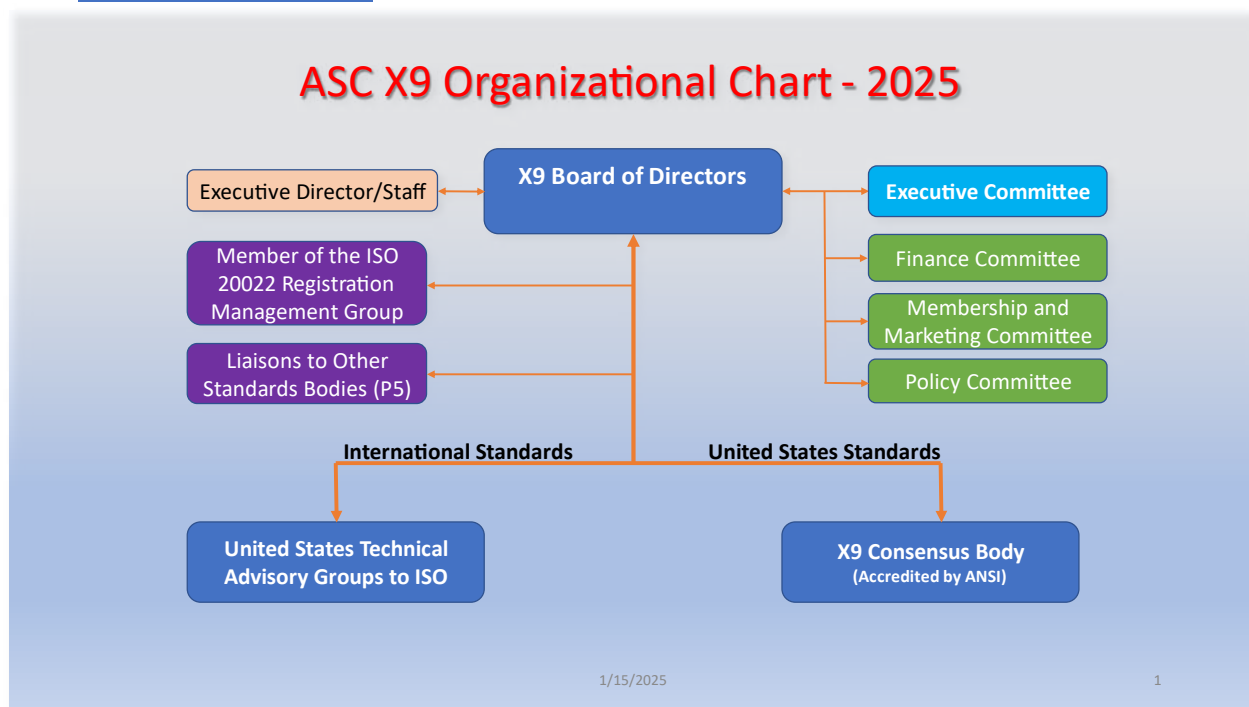 ASC X9 Organizational Chart - 2025
X9 Board of Directors
Executive Director/Staff
Executive Committee
Member of the ISO
20022 Registration
Management Group
Finance Committee
Membership and
Marketing Committee
Liaisons to Other
Standards Bodies (P5)
Policy Committee
International Standards
United States Standards
United States Technical
Advisory Groups to ISO
X9 Consensus Body
(Accredited by ANSI)
1/15/2025
1